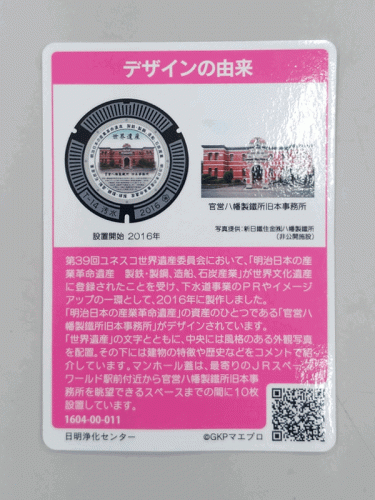 デザインの由来
世界遺産
2016
設置開始 2016年
官営八幡製鐵所旧本事務所
写真提供:新日鐵住金㈱八幡製鐵所
(非公開施設)
第39回ユネスコ世界遺産委員会において、「明治日本の産
業革命遺産 製鉄・製鋼、造船、石炭産業」が世界文化遺産
に登録されたことを受け、下水道事業のPRやイメージ
アップの一環として、2016年に製作しました。
「明治日本の産業革命遺産」の資産のひとつである「官営八
幡製鐵所旧本事務所」がデザインされています。
「世界遺産」の文字とともに、中央には風格のある外観写真
を配置。その下には建物の特徴や歴史などをコメントで紹
介しています。マンホール蓋は、最寄りのJRスペース
ワールド駅前付近から官営八幡製鐵所旧本事
務所を眺望できるスペースまでの間に10枚
設置しています。
1604-00-011
日明浄化センター
©GKPマエプロ